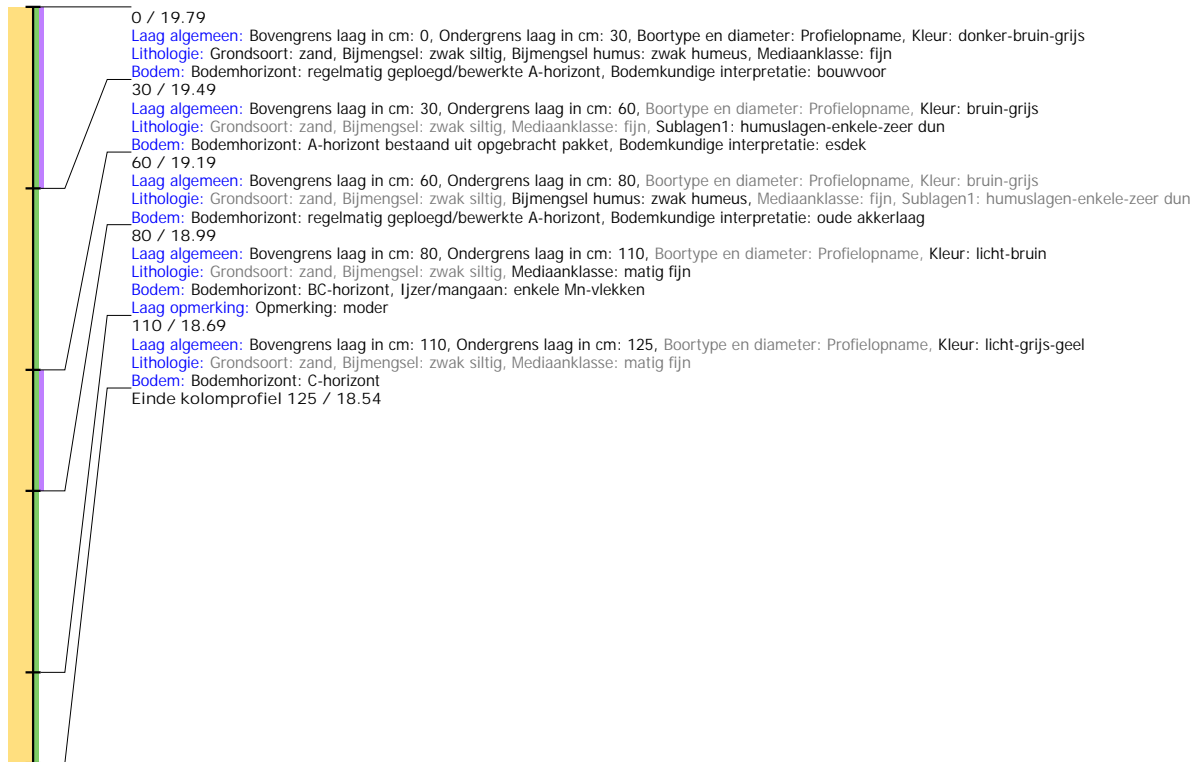 0 / 19.79
Laag algemeen: Bovengrens laag in cm: 0, Ondergrens laag in cm: 30, Boortype en diameter: Profielopname, Kleur: donker-bruin-grijs
Lithologie: Grondsoort: zand, Bijmengsel: zwak siltig, Bijmengsel humus: zwak humeus, Mediaanklasse: fijn
Bodem: Bodemhorizont: regelmatig geploegd/bewerkte A-horizont, Bodemkundige interpretatie: bouwvoor
30 / 19.49
Laag algemeen: Bovengrens laag in cm: 30, Ondergrens laag in cm: 60, Boortype en diameter: Profielopname, Kleur: bruin-grijs
Lithologie: Grondsoort: zand, Bijmengsel: zwak siltig, Mediaanklasse: fijn, Sublagen1: humuslagen-enkele-zeer dun
Bodem: Bodemhorizont: A-horizont bestaand uit opgebracht pakket, Bodemkundige interpretatie: esdek
60 / 19.19
Laag algemeen: Bovengrens laag in cm: 60, Ondergrens laag in cm: 80, Boortype en diameter: Profielopname, Kleur: bruin-grijs
Lithologie: Grondsoort: zand, Bijmengsel: zwak siltig, Bijmengsel humus: zwak humeus, Mediaanklasse: fijn, Sublagen1: humuslagen-enkele-zeer dun
Bodem: Bodemhorizont: regelmatig geploegd/bewerkte A-horizont, Bodemkundige interpretatie: oude akkerlaag
80 / 18.99
Laag algemeen: Bovengrens laag in cm: 80, Ondergrens laag in cm: 110, Boortype en diameter: Profielopname, Kleur: licht-bruin
Lithologie: Grondsoort: zand, Bijmengsel: zwak siltig, Mediaanklasse: matig fijn
Bodem: Bodemhorizont: BC-horizont, Ijzer/mangaan: enkele Mn-vlekken
Laag opmerking: Opmerking: moder
110 / 18.69
Laag algemeen: Bovengrens laag in cm: 110, Ondergrens laag in cm: 125, Boortype en diameter: Profielopname, Kleur: licht-grijs-geel
Lithologie: Grondsoort: zand, Bijmengsel: zwak siltig, Mediaanklasse: matig fijn
Bodem: Bodemhorizont: C-horizont
Einde kolomprofiel 125 / 18.54